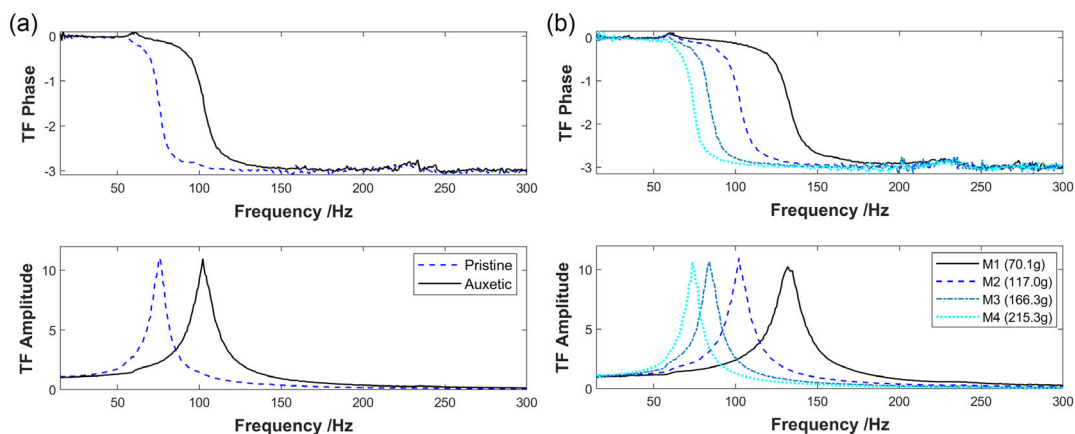 (a)
TF Phase
0
-1
-2
-3
50 100 150 200 250 300
Frequency /Hz
TF Amplitude
10
5
0
Pristine
Auxetic
50 100 150 200 250 300
Frequency /Hz
(b)
TF Phase
0
-1
-2
-3
50 100 150 200 250 300
Frequency /Hz
TF Amplitude
10
5
0
M1 (70.1g)
M2 (117.0g)
M3 (166.3g)
M4 (215.3g)
50 100 150 200 250 300
Frequency /Hz